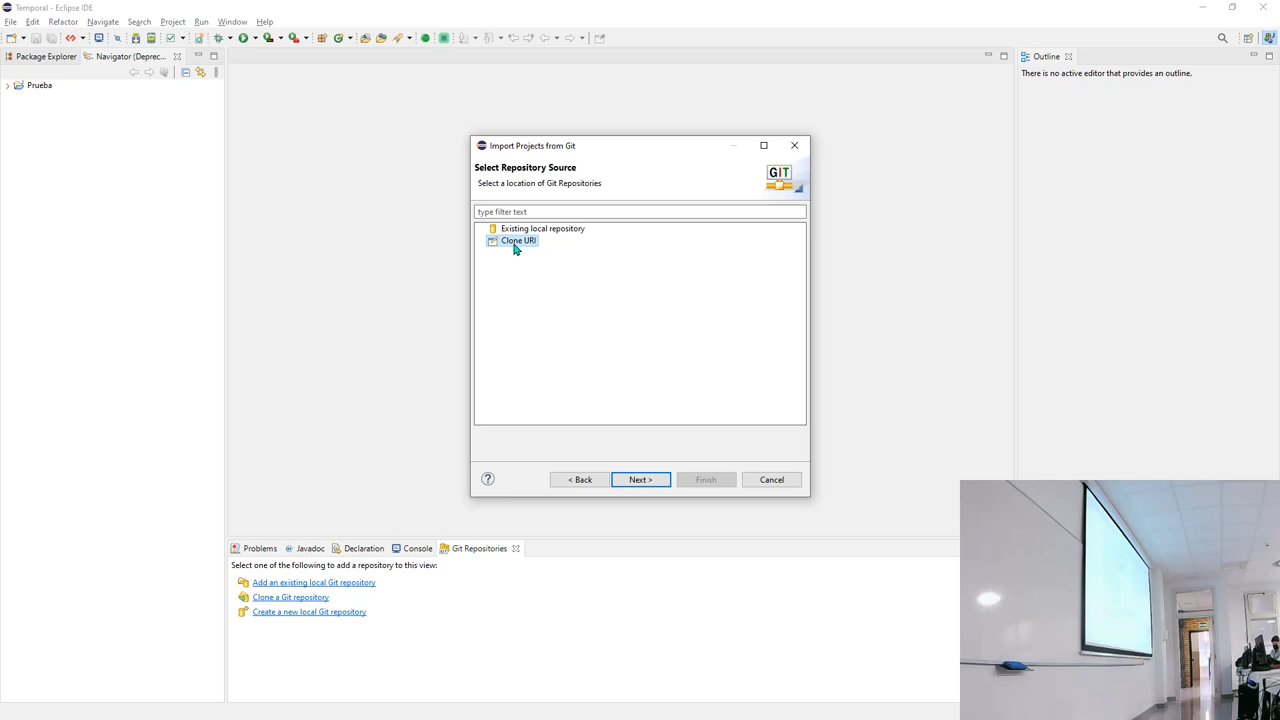 Temporal - Eclipse IDE
File Edit Refactor Navigate Search Project Run Window Help
Package Explorer
Navigator (Deprec...
Outline
Prueba
There is no active editor that provides an outline.
Import Projects from Git
Select Repository Source
Select a location of Git Repositories
GIT
type filter text
Existing local repository
Clone URI
? < Back Next > Finish Cancel
Problems Javadoc Declaration Console Git Repositories
Select one of the following to add a repository to this view:
Add an existing local Git repository
Clone a Git repository
Create a new local Git repository